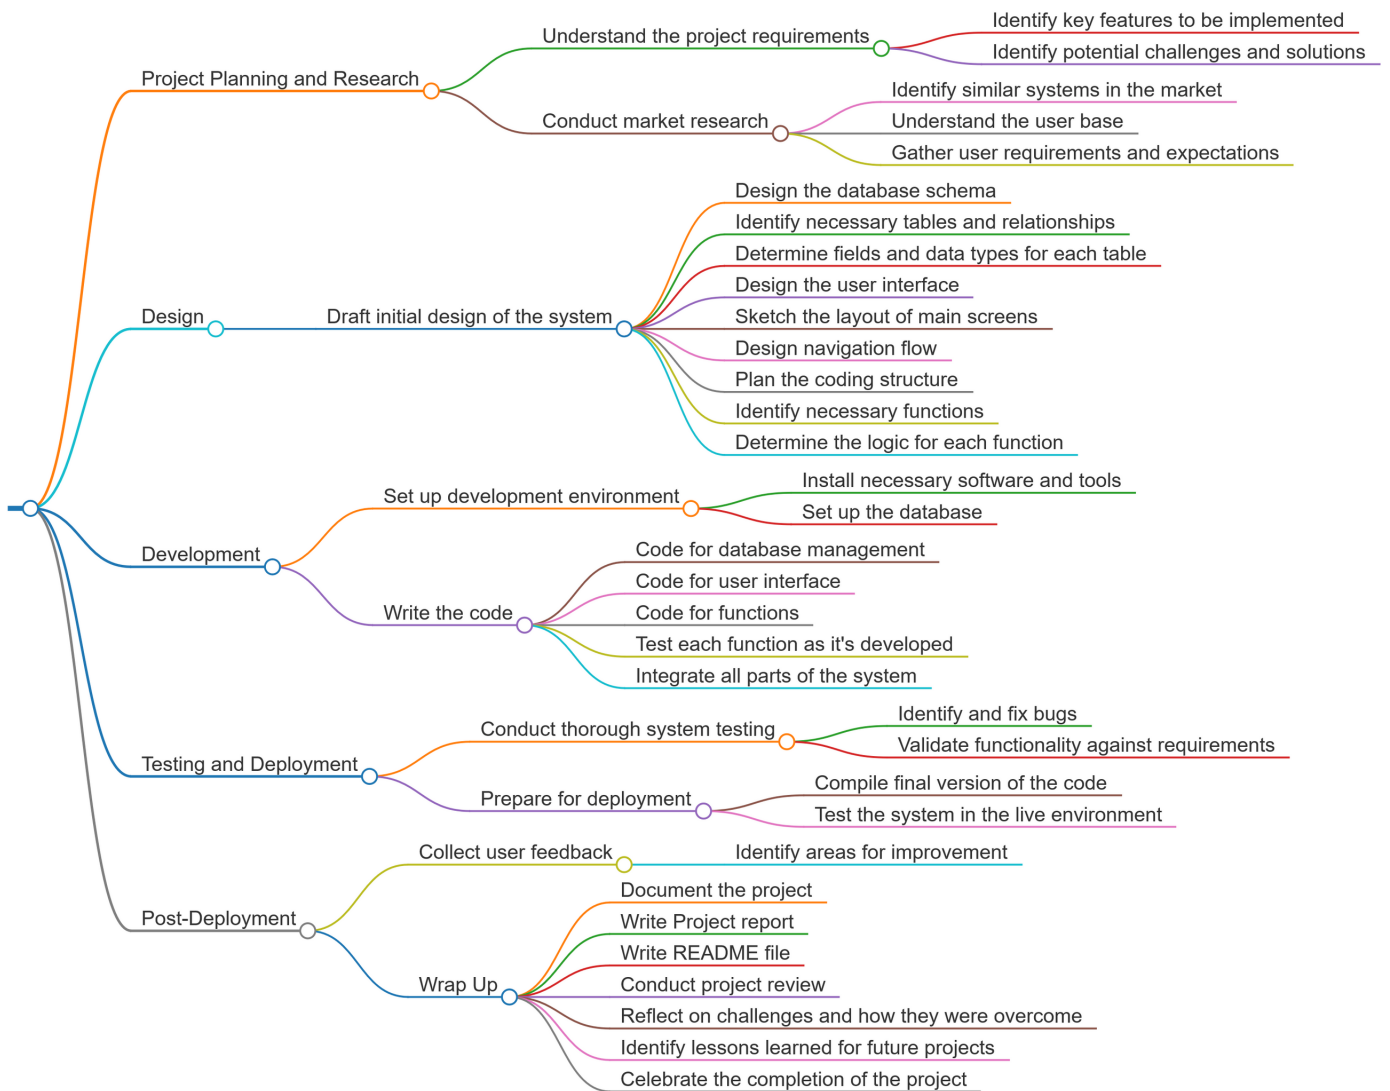 Project Planning and Research
Understand the project requirements
Identify key features to be implemented
Identify potential challenges and solutions
Conduct market research
Identify similar systems in the market
Understand the user base
Gather user requirements and expectations
Design
Draft initial design of the system
Design the database schema
Identify necessary tables and relationships
Determine fields and data types for each table
Design the user interface
Sketch the layout of main screens
Design navigation flow
Plan the coding structure
Identify necessary functions
Determine the logic for each function
Development
Set up development environment
Install necessary software and tools
Set up the database
Write the code
Code for database management
Code for user interface
Code for functions
Test each function as it's developed
Integrate all parts of the system
Testing and Deployment
Conduct thorough system testing
Identify and fix bugs
Validate functionality against requirements
Prepare for deployment
Compile final version of the code
Test the system in the live environment
Post-Deployment
Collect user feedback
Identify areas for improvement
Wrap Up
Document the project
Write Project report
Write README file
Conduct project review
Reflect on challenges and how they were overcome
Identify lessons learned for future projects
Celebrate the completion of the project